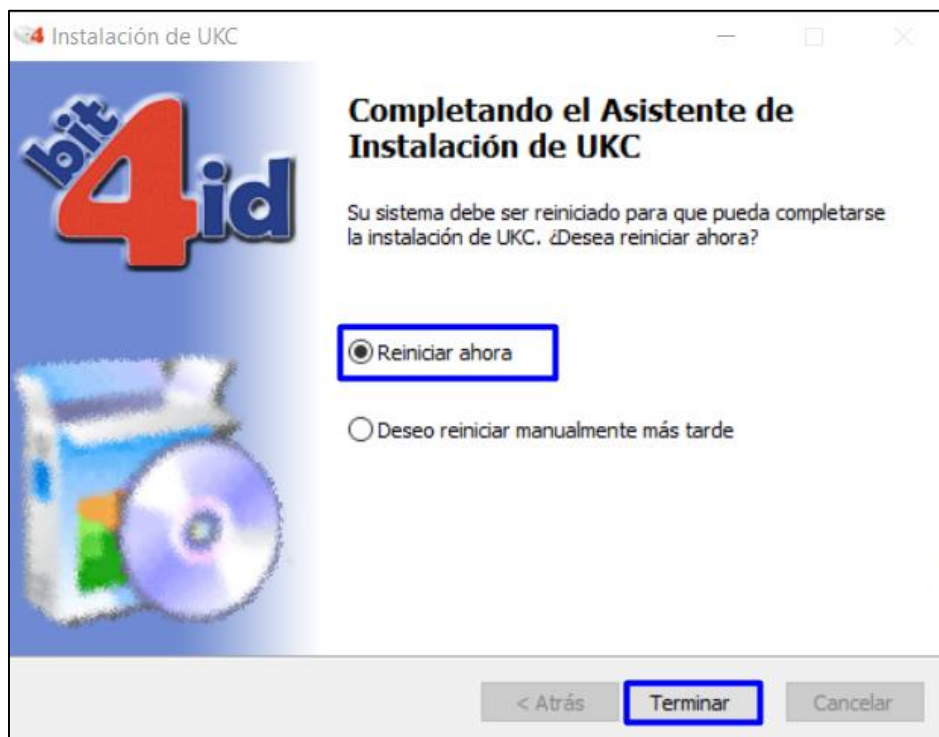 Instalación de UKC
bit
4
id
Completando el Asistente de
Instalación de UKC
Su sistema debe ser reiniciado para que pueda completarse
la instalación de UKC. ¿Desea reiniciar ahora?
Reiniciar ahora
Deseo reiniciar manualmente más tarde
< Atrás
Terminar
Cancelar